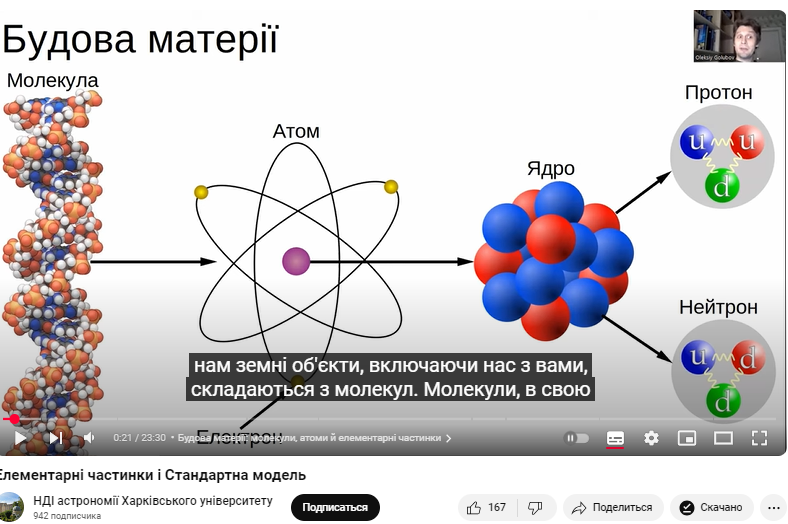 Будова матерії
Oleksiy Golubov
Молекула
Атом
Ядро
Протон
u u
d
Нейтрон
u d
d
нам земні об'єкти, включаючи нас з вами,
складаються з молекул. Молекули, в свою
Електрон
0:21 / 23:30 • Будова матерії: молекули, атоми й елементарні частинки
Елементарні частинки і Стандартна модель
НДІ астрономії Харківського університету
942 подписчика
Подписаться
167
Поделиться
Скачано